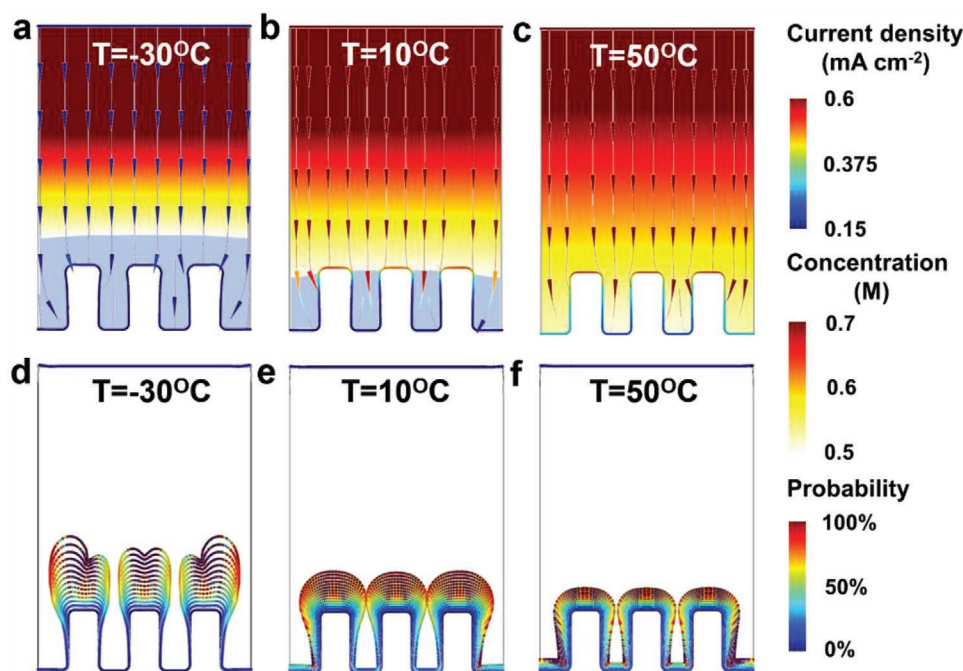 a
T=-30°C
b
T=10°C
c
T=50°C
Current density
(mA cm⁻²)
0.6
0.375
0.15
Concentration
(M)
0.7
0.6
0.5
d
T=-30°C
e
T=10°C
f
T=50°C
Probability
100%
50%
0%